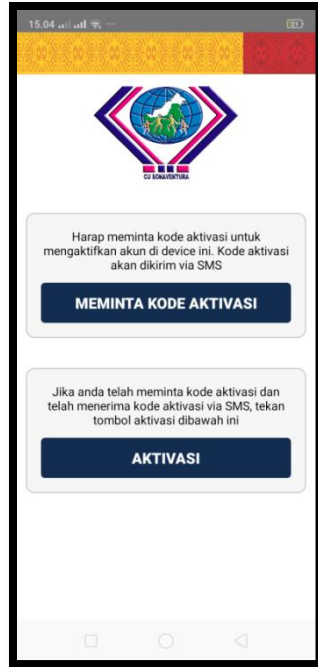 15.04
31
CU BONAVENTURA
Harap meminta kode aktivasi untuk
mengaktifkan akun di device ini. Kode aktivasi
akan dikirim via SMS
MEMINTA KODE AKTIVASI
Jika anda telah meminta kode aktivasi dan
telah menerima kode aktivasi via SMS, tekan
tombol aktivasi dibawah ini
AKTIVASI